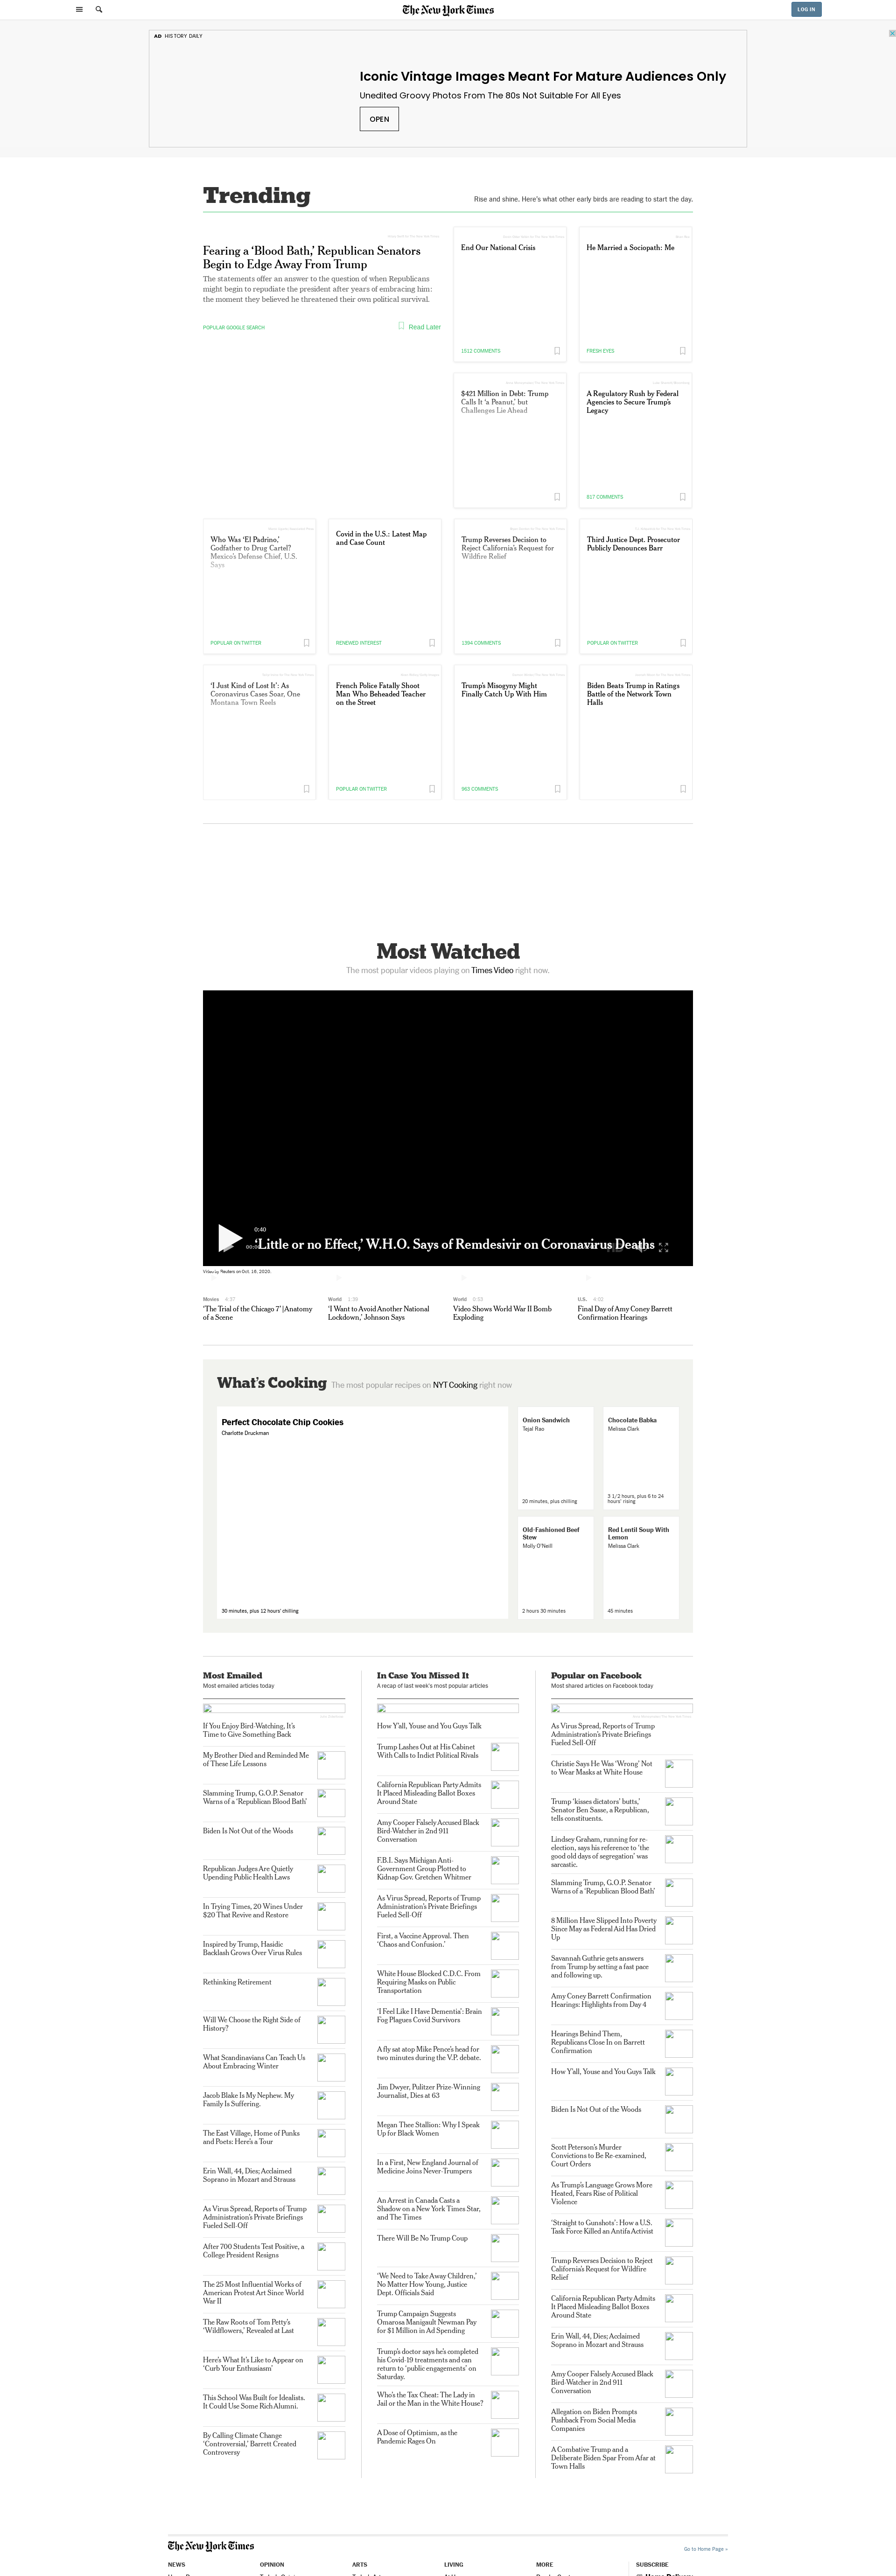 The New York Times
LOG IN
AD HISTORY DAILY
Iconic Vintage Images Meant For Mature Audiences Only
Unedited Groovy Photos From The 80s Not Suitable For All Eyes
OPEN
Trending
Rise and shine. Here's what other early birds are reading to start the day.
Fearing a ‘Blood Bath,’ Republican Senators
Begin to Edge Away From Trump
The statements offer an answer to the question of when Republicans
might begin to repudiate the president after years of embracing him:
the moment they believed he threatened their own political survival.
POPULAR GOOGLE SEARCH
Read Later
End Our National Crisis
1512 COMMENTS
He Married a Sociopath: Me
FRESH EYES
$421 Million in Debt: Trump
Calls It ‘a Peanut,’ but
Challenges Lie Ahead
A Regulatory Rush by Federal
Agencies to Secure Trump’s
Legacy
817 COMMENTS
Who Was ‘El Padrino,’
Godfather to Drug Cartel?
Mexico’s Defense Chief, U.S.
Says
POPULAR ON TWITTER
Covid in the U.S.: Latest Map
and Case Count
RENEWED INTEREST
Trump Reverses Decision to
Reject California’s Request for
Wildfire Relief
1364 COMMENTS
Third Justice Dept. Prosecutor
Publicly Denounces Barr
POPULAR ON TWITTER
‘I Just Kind of Lost It’: As
Coronavirus Cases Soar, One
Montana Town Reels
French Police Fatally Shoot
Man Who Beheaded Teacher
on the Street
POPULAR ON TWITTER
Trump’s Misogyny Might
Finally Catch Up With Him
983 COMMENTS
Biden Beats Trump in Ratings
Battle of the Network Town
Halls
Most Watched
The most popular videos playing on Times Video right now.
0:40
‘Little or no Effect,’ W.H.O. Says of Remdesivir on Coronavirus Deaths
Video by Reuters on Oct. 16, 2020.
Movies 4:37
‘The Trial of the Chicago 7’ | Anatomy
of a Scene
World 1:39
‘I Want to Avoid Another National
Lockdown,’ Johnson Says
World 0:53
Video Shows World War II Bomb
Exploding
U.S. 4:02
Final Day of Amy Coney Barrett
Confirmation Hearings
What’s Cooking
The most popular recipes on NYT Cooking right now
Perfect Chocolate Chip Cookies
Charlotte Druckman
30 minutes, plus 12 hours' chilling
Onion Sandwich
Tejal Rao
20 minutes, plus chilling
Chocolate Babka
Melissa Clark
3 1/2 hours, plus 6 to 24
hours' rising
Old-Fashioned Beef
Stew
Molly O'Neill
2 hours 30 minutes
Red Lentil Soup With
Lemon
Melissa Clark
45 minutes
Most Emailed
Most emailed articles today
If You Enjoy Bird-Watching, It’s
Time to Give Something Back
My Brother Died and Reminded Me
of These Life Lessons
Slamming Trump, G.O.P. Senator
Warns of a ‘Republican Blood Bath’
Biden Is Not Out of the Woods
Republican Judges Are Quietly
Upending Public Health Laws
In Trying Times, 20 Wines Under
$20 That Revive and Restore
Inspired by Trump, Hasidic
Backlash Grows Over Virus Rules
Rethinking Retirement
Will We Choose the Right Side of
History?
What Scandinavians Can Teach Us
About Embracing Winter
Jacob Blake Is My Nephew. My
Family Is Suffering.
The East Village, Home of Punks
and Poets: Here’s a Tour
Erin Wall, 44, Dies; Acclaimed
Soprano in Mozart and Strauss
As Virus Spread, Reports of Trump
Administration’s Private Briefings
Fueled Sell-Off
After 700 Students Test Positive, a
College President Resigns
The 25 Most Influential Works of
American Protest Art Since World
War II
The Raw Roots of Tom Petty’s
‘Wildflowers,’ Revealed at Last
Here’s What It’s Like to Appear on
‘Curb Your Enthusiasm’
This School Was Built for Idealists.
It Could Use Some Rich Alumni.
By Calling Climate Change
‘Controversial,’ Barrett Created
Controversy
In Case You Missed It
A recap of last week's most popular articles
How Y’all, Youse and You Guys Talk
Trump Lashes Out at His Cabinet
With Calls to Indict Political Rivals
California Republican Party Admits
It Placed Misleading Ballot Boxes
Around State
Amy Cooper Falsely Accused Black
Bird-Watcher in 2nd 911
Conversation
F.B.I. Says Michigan Anti-
Government Group Plotted to
Kidnap Gov. Gretchen Whitmer
As Virus Spread, Reports of Trump
Administration’s Private Briefings
Fueled Sell-Off
First, a Vaccine Approval. Then
‘Chaos and Confusion.’
White House Blocked C.D.C. From
Requiring Masks on Public
Transportation
‘I Feel Like I Have Dementia’: Brain
Fog Plagues Covid Survivors
A fly sat atop Mike Pence’s head for
two minutes during the V.P. debate.
Jim Dwyer, Pulitzer Prize-Winning
Journalist, Dies at 63
Megan Thee Stallion: Why I Speak
Up for Black Women
In a First, New England Journal of
Medicine Joins Never-Trumpers
An Arrest in Canada Casts a
Shadow on a New York Times Star,
and The Times
There Will Be No Trump Coup
‘We Need to Take Away Children,’
No Matter How Young, Justice
Dept. Officials Said
Trump Campaign Suggests
Omarosa Manigault Newman Pay
for $1 Million in Ad Spending
Trump’s doctor says he’s completed
his Covid-19 treatments and can
return to ‘public engagements’ on
Saturday.
Who’s the Tax Cheat: The Lady in
Jail or the Man in the White House?
A Dose of Optimism, as the
Pandemic Rages On
Popular on Facebook
Most shared articles on Facebook today
As Virus Spread, Reports of Trump
Administration’s Private Briefings
Fueled Sell-Off
Christie Says He Was ‘Wrong’ Not
to Wear Masks at White House
Trump ‘kisses dictators’ butts,’
Senator Ben Sasse, a Republican,
tells constituents.
Lindsey Graham, running for re-
election, says his reference to ‘the
good old days of segregation’ was
sarcastic.
Slamming Trump, G.O.P. Senator
Warns of a ‘Republican Blood Bath’
8 Million Have Slipped Into Poverty
Since May as Federal Aid Has Dried
Up
Savannah Guthrie gets answers
from Trump by setting a fast pace
and following up.
Amy Coney Barrett Confirmation
Hearings: Highlights from Day 4
Hearings Behind Them,
Republicans Close In on Barrett
Confirmation
How Y’all, Youse and You Guys Talk
Biden Is Not Out of the Woods
Scott Peterson’s Murder
Convictions to Be Re-examined,
Court Orders
As Trump’s Language Grows More
Heated, Fears Rise of Political
Violence
‘Straight to Gunshots’: How a U.S.
Task Force Killed an Antifa Activist
Trump Reverses Decision to Reject
California’s Request for Wildfire
Relief
California Republican Party Admits
It Placed Misleading Ballot Boxes
Around State
Erin Wall, 44, Dies; Acclaimed
Soprano in Mozart and Strauss
Amy Cooper Falsely Accused Black
Bird-Watcher in 2nd 911
Conversation
Allegation on Biden Prompts
Pushback From Social Media
Companies
A Combative Trump and a
Deliberate Biden Spar From Afar at
Town Halls
The New York Times
Go to Home Page »
NEWS
OPINION
ARTS
LIVING
MORE
SUBSCRIBE